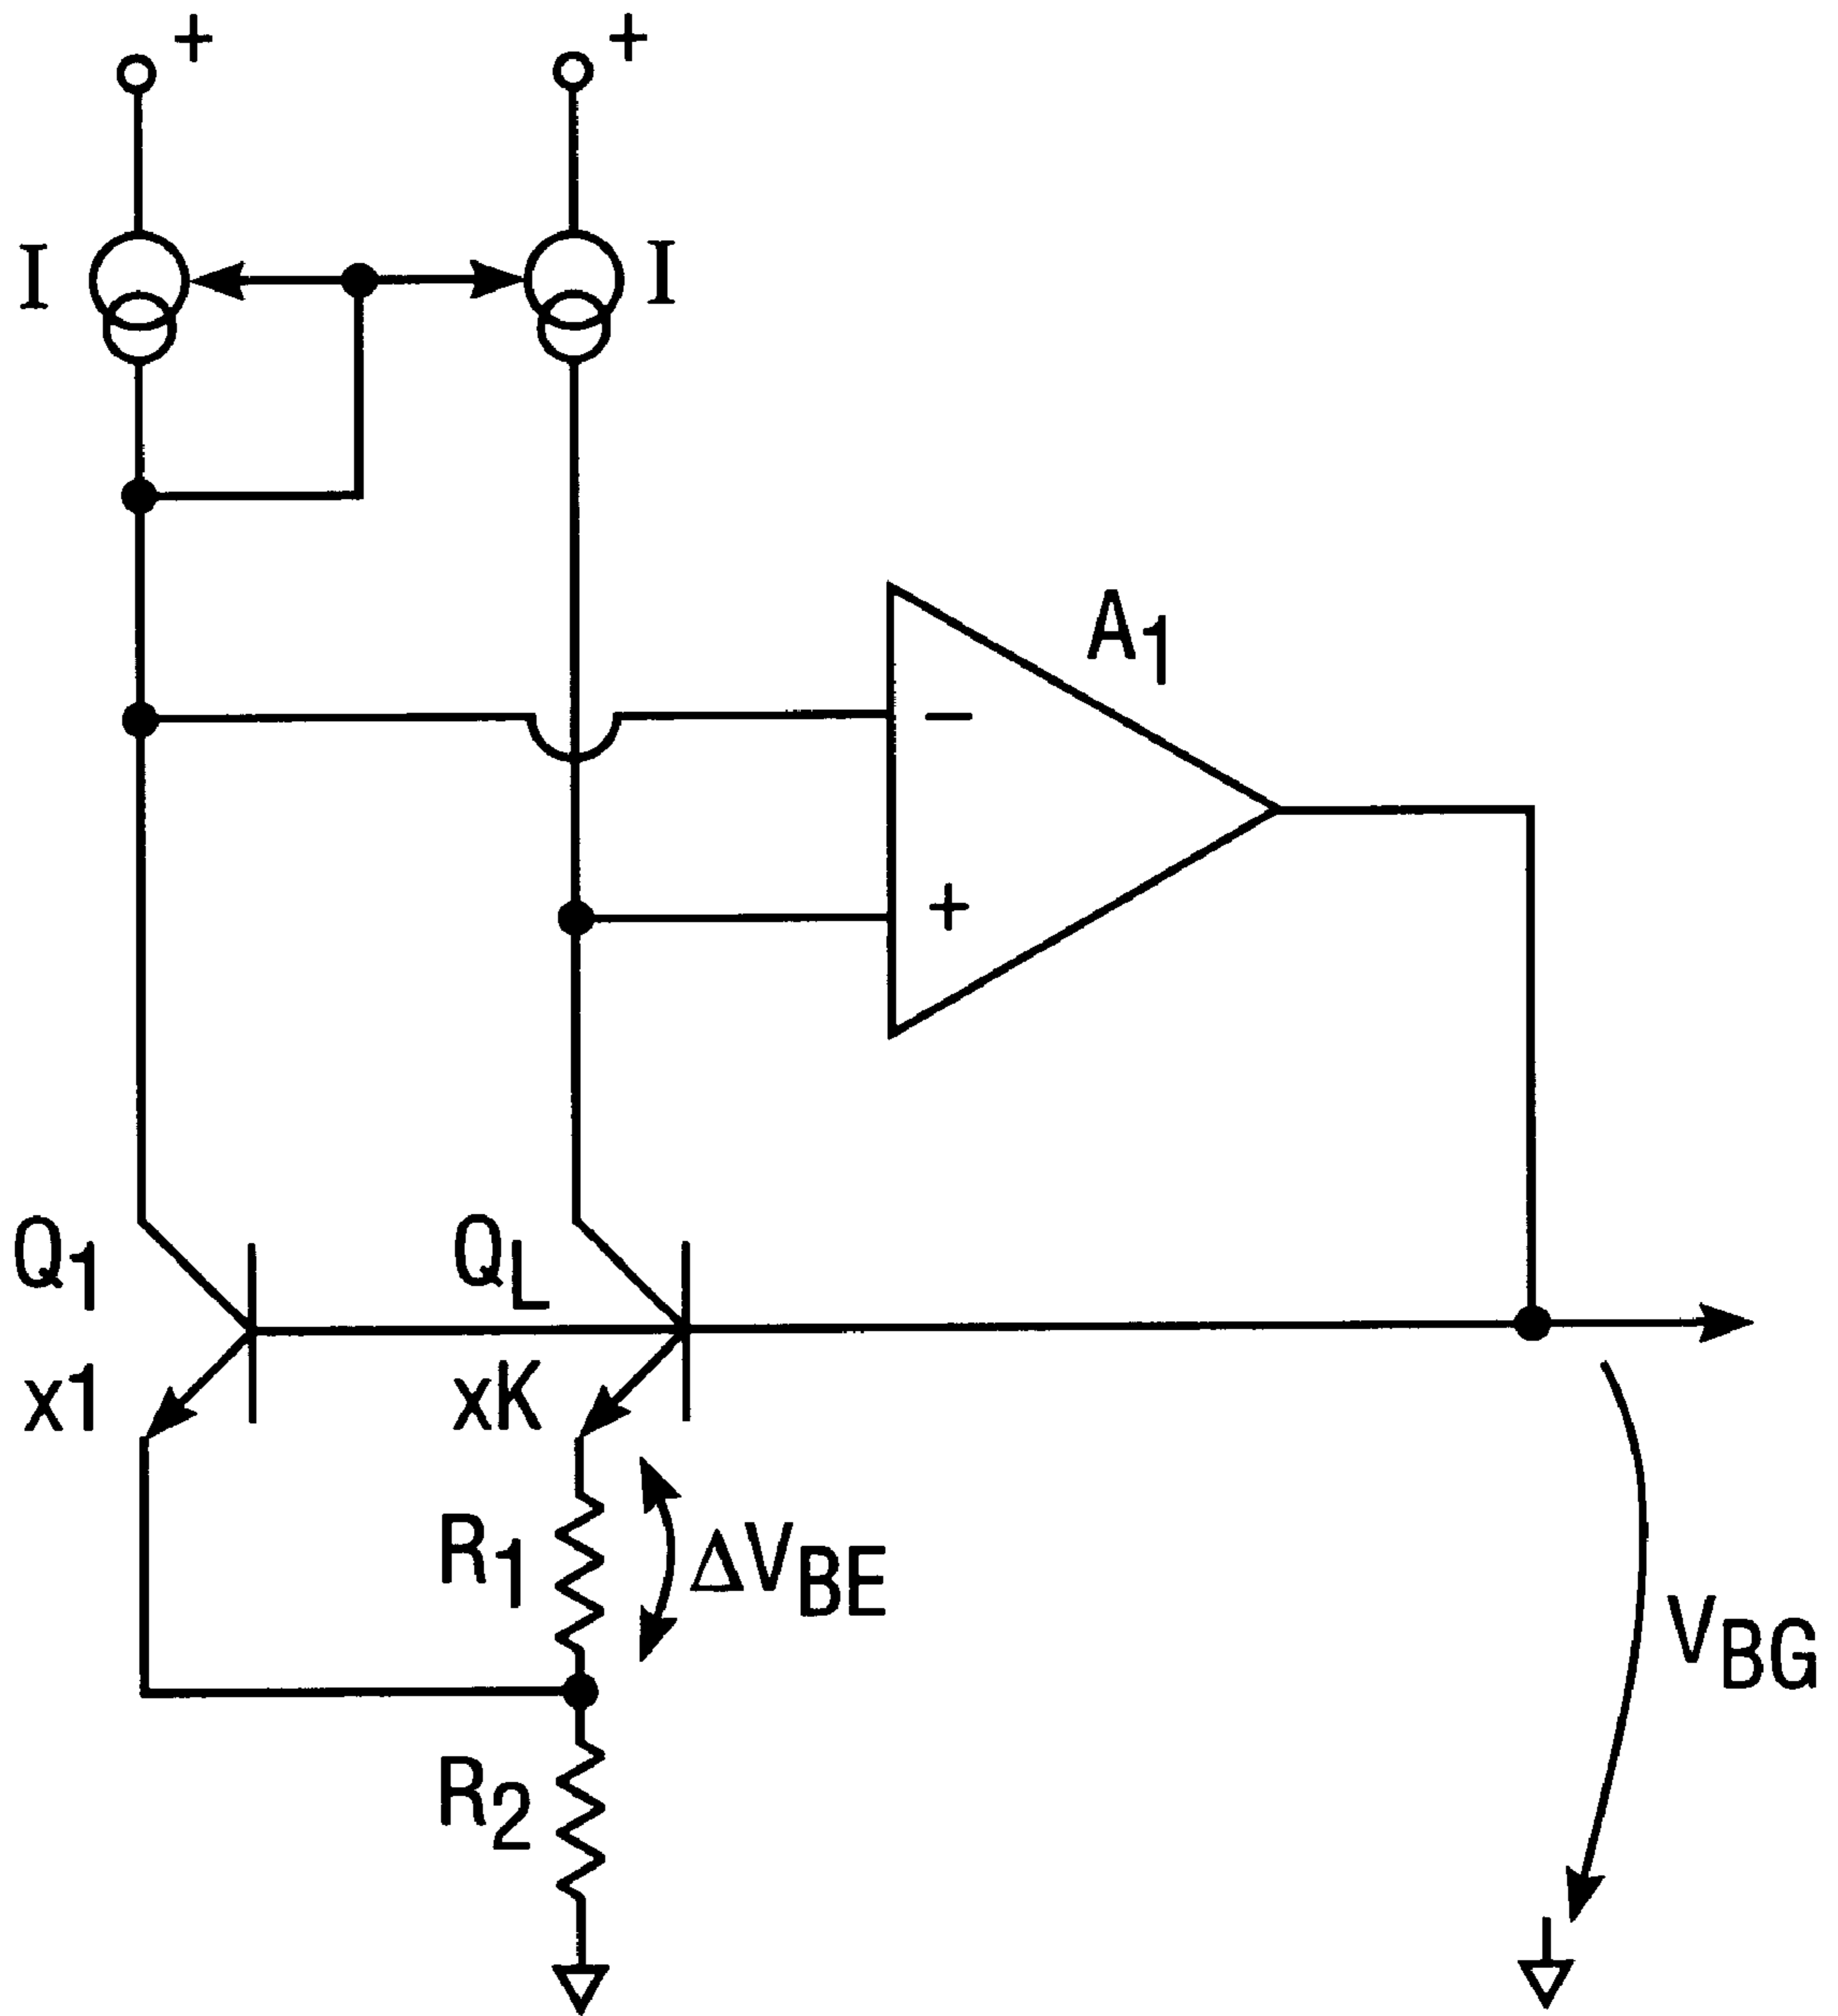 + +
I I
A1
−
+
Q1 QL
x1 xK
R1 ΔVBE
VBG
R2